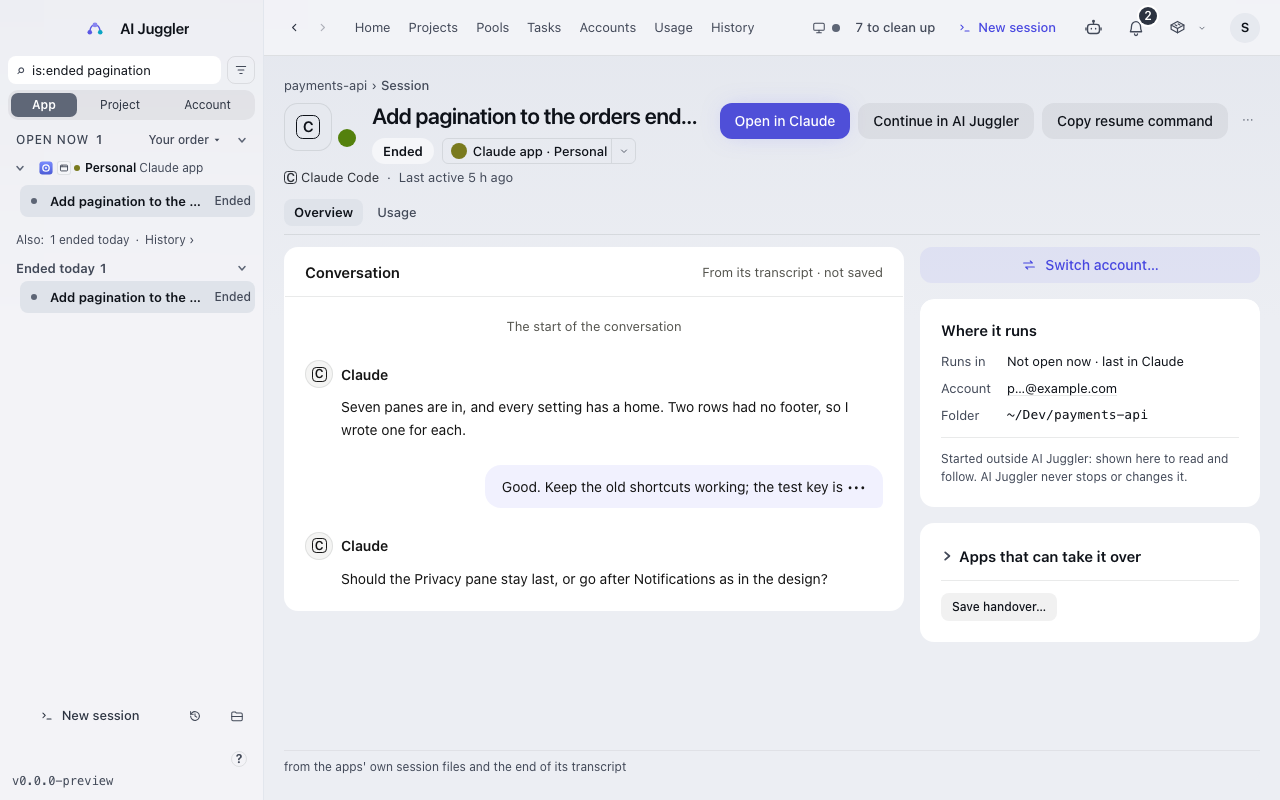 AI Juggler
is:ended pagination
App Project Account
OPEN NOW 1 Your order
Personal Claude app
Add pagination to the ... Ended
Also: 1 ended today · History ›
Ended today 1
Add pagination to the ... Ended
New session
?
v0.0.0-preview
Home Projects Pools Tasks Accounts Usage History
7 to clean up
New session
2
S
payments-api › Session
C
Add pagination to the orders end...
Open in Claude
Continue in AI Juggler
Copy resume command
...
Ended
Claude app · Personal
C Claude Code · Last active 5 h ago
Overview Usage
Conversation From its transcript · not saved
The start of the conversation
C Claude
Seven panes are in, and every setting has a home. Two rows had no footer, so I
wrote one for each.
Good. Keep the old shortcuts working; the test key is •••
C Claude
Should the Privacy pane stay last, or go after Notifications as in the design?
Switch account...
Where it runs
Runs in Not open now · last in Claude
Account p...@example.com
Folder ~/Dev/payments-api
Started outside AI Juggler: shown here to read and
follow. AI Juggler never stops or changes it.
Apps that can take it over
Save handover...
from the apps' own session files and the end of its transcript